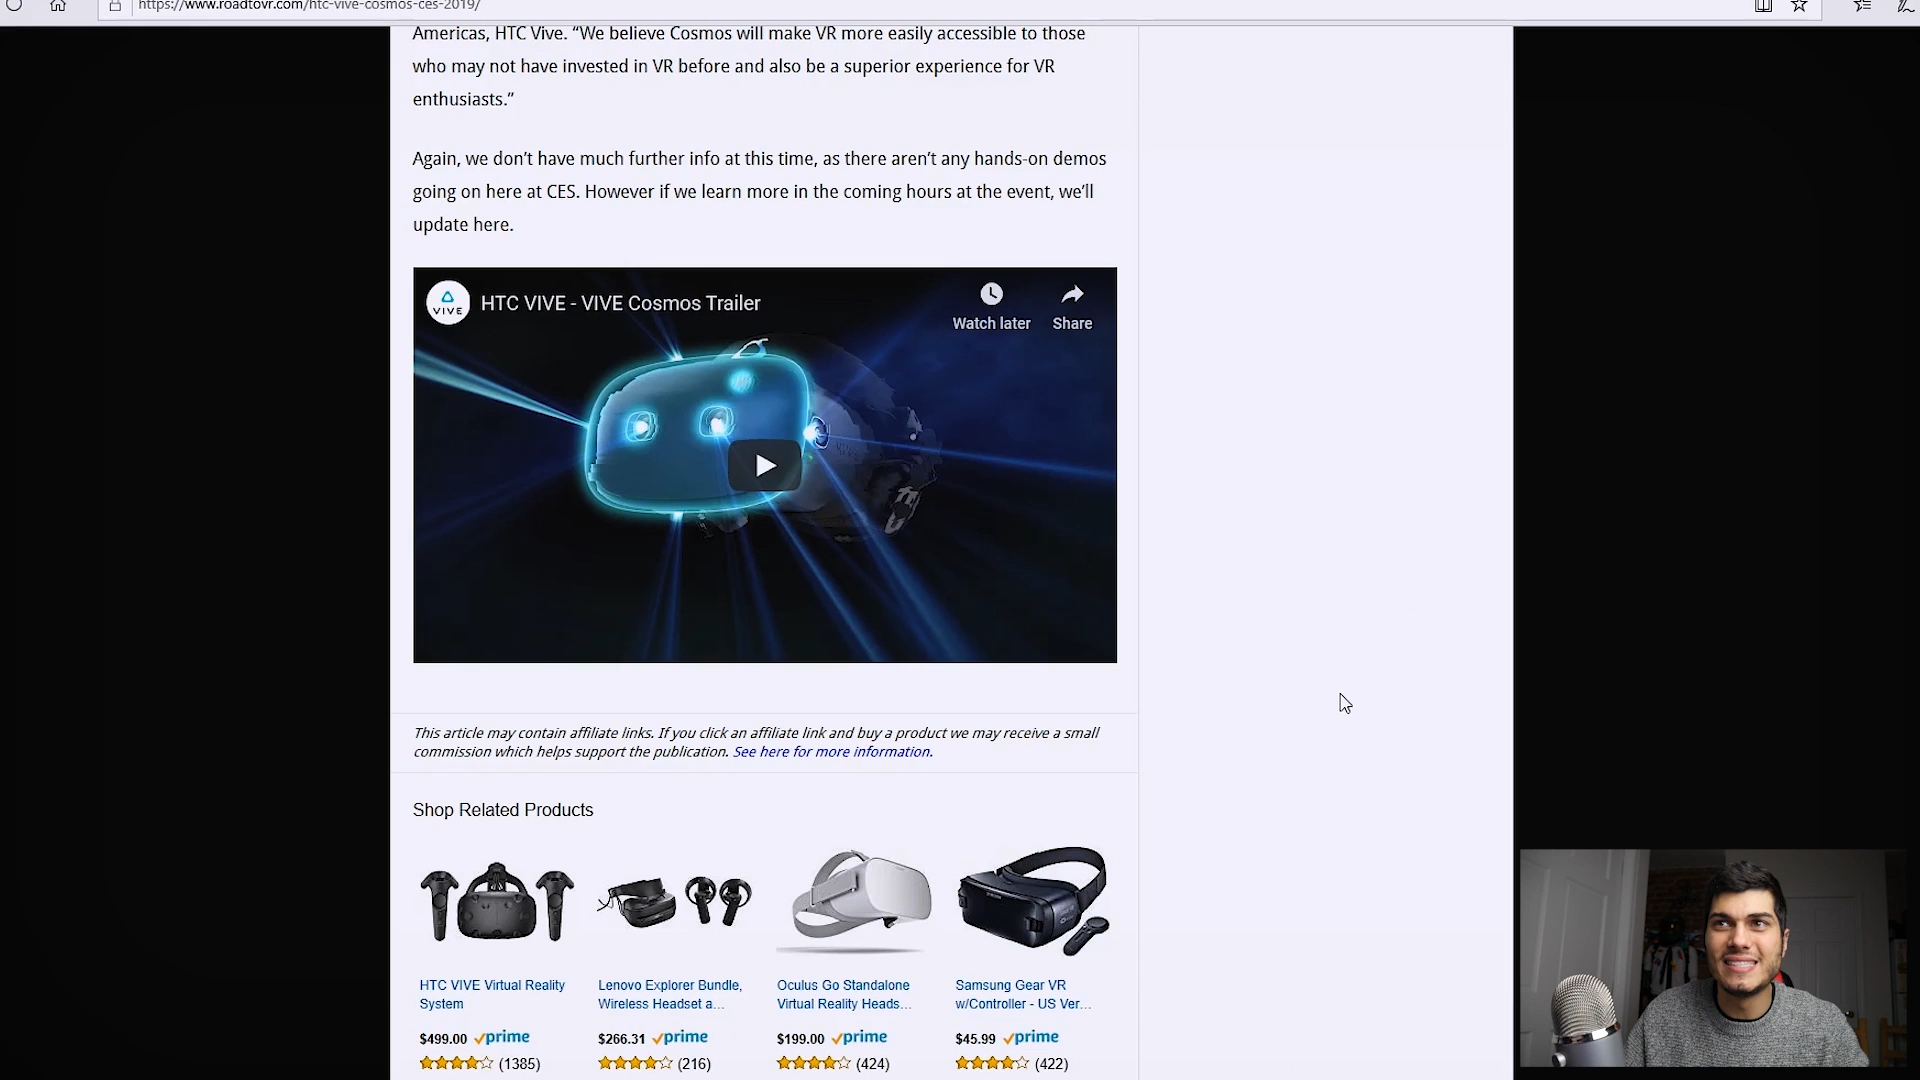 https://www.roadtovr.com/htc-vive-cosmos-ces-2019/
Americas, HTC Vive. “We believe Cosmos will make VR more easily accessible to those
who may not have invested in VR before and also be a superior experience for VR
enthusiasts.”
Again, we don’t have much further info at this time, as there aren’t any hands-on demos
going on here at CES. However if we learn more in the coming hours at the event, we’ll
update here.
VIVE
HTC VIVE - VIVE Cosmos Trailer
Watch later
Share
This article may contain affiliate links. If you click an affiliate link and buy a product we may receive a small
commission which helps support the publication. See here for more information.
Shop Related Products
HTC VIVE Virtual Reality
System
$499.00 prime
(1385)
Lenovo Explorer Bundle,
Wireless Headset a...
$266.31 prime
(216)
Oculus Go Standalone
Virtual Reality Heads...
$199.00 prime
(424)
Samsung Gear VR
w/Controller - US Ver...
$45.99 prime
(422)